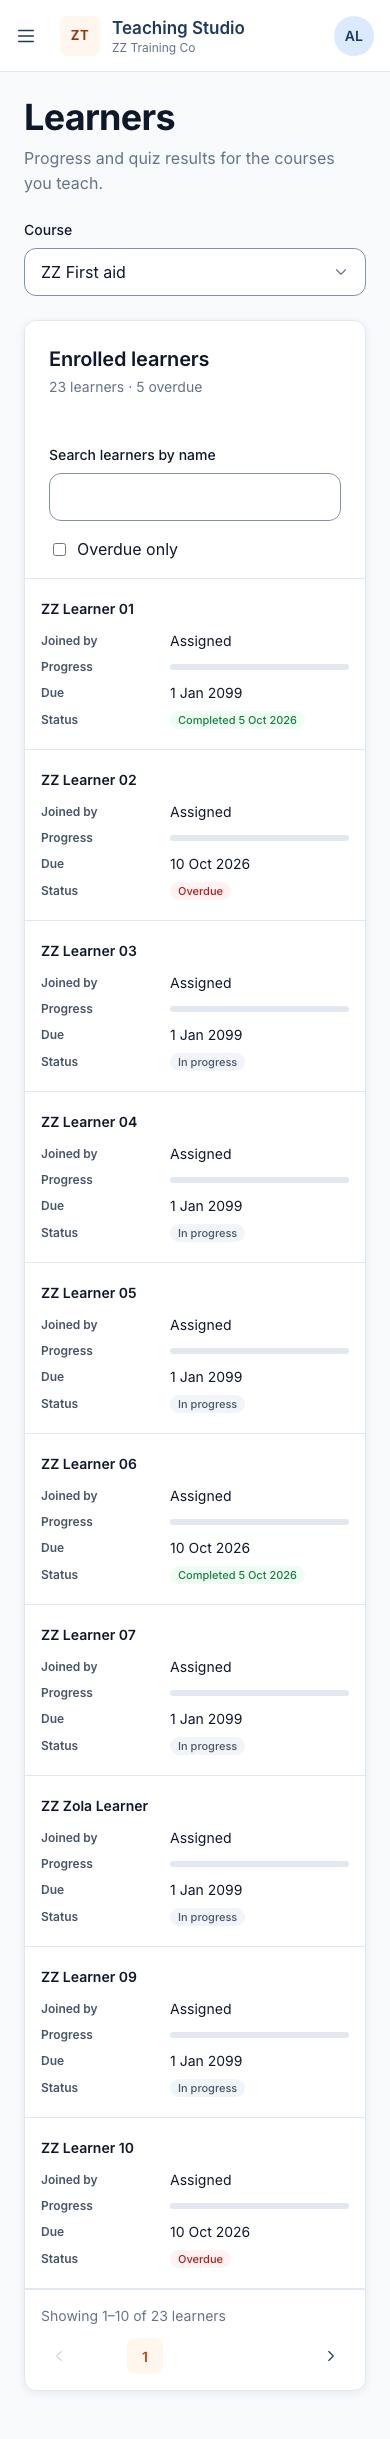 ZT
Teaching Studio
ZZ Training Co
AL
Learners
Progress and quiz results for the courses
you teach.
Course
ZZ First aid
Enrolled learners
23 learners · 5 overdue
Search learners by name
Overdue only
ZZ Learner 01
Joined by Assigned
Progress
Due 1 Jan 2099
Status Completed 5 Oct 2026
ZZ Learner 02
Joined by Assigned
Progress
Due 10 Oct 2026
Status Overdue
ZZ Learner 03
Joined by Assigned
Progress
Due 1 Jan 2099
Status In progress
ZZ Learner 04
Joined by Assigned
Progress
Due 1 Jan 2099
Status In progress
ZZ Learner 05
Joined by Assigned
Progress
Due 1 Jan 2099
Status In progress
ZZ Learner 06
Joined by Assigned
Progress
Due 10 Oct 2026
Status Completed 5 Oct 2026
ZZ Learner 07
Joined by Assigned
Progress
Due 1 Jan 2099
Status In progress
ZZ Zola Learner
Joined by Assigned
Progress
Due 1 Jan 2099
Status In progress
ZZ Learner 09
Joined by Assigned
Progress
Due 1 Jan 2099
Status In progress
ZZ Learner 10
Joined by Assigned
Progress
Due 10 Oct 2026
Status Overdue
Showing 1–10 of 23 learners
1